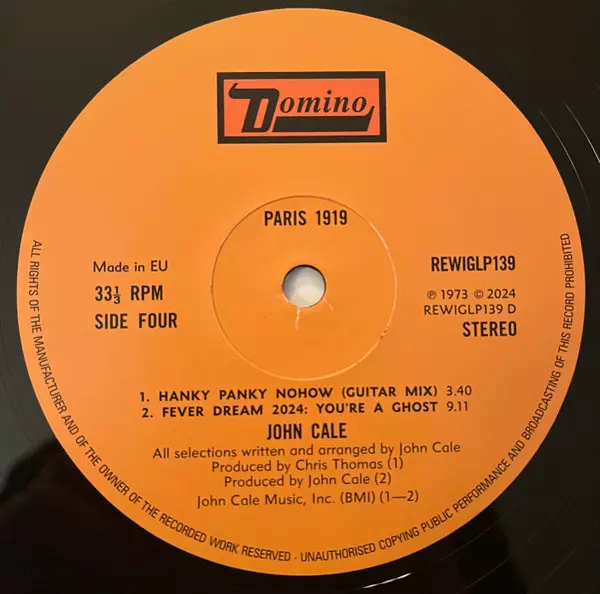 Domino
PARIS 1919
Made in EU
33⅓ RPM
SIDE FOUR
REWIGLP139
℗ 1973 © 2024
REWIGLP139 D
STEREO
1. HANKY PANKY NOHOW (GUITAR MIX) 3.40
2. FEVER DREAM 2024: YOU'RE A GHOST 9.11
JOHN CALE
All selections written and arranged by John Cale
Produced by Chris Thomas (1)
Produced by John Cale (2)
John Cale Music, Inc. (BMI) (1—2)
ALL RIGHTS OF THE MANUFACTURER AND OF THE OWNER OF THE RECORDED WORK RESERVED - UNAUTHORISED COPYING PUBLIC PERFORMANCE AND BROADCASTING OF THIS RECORD PROHIBITED